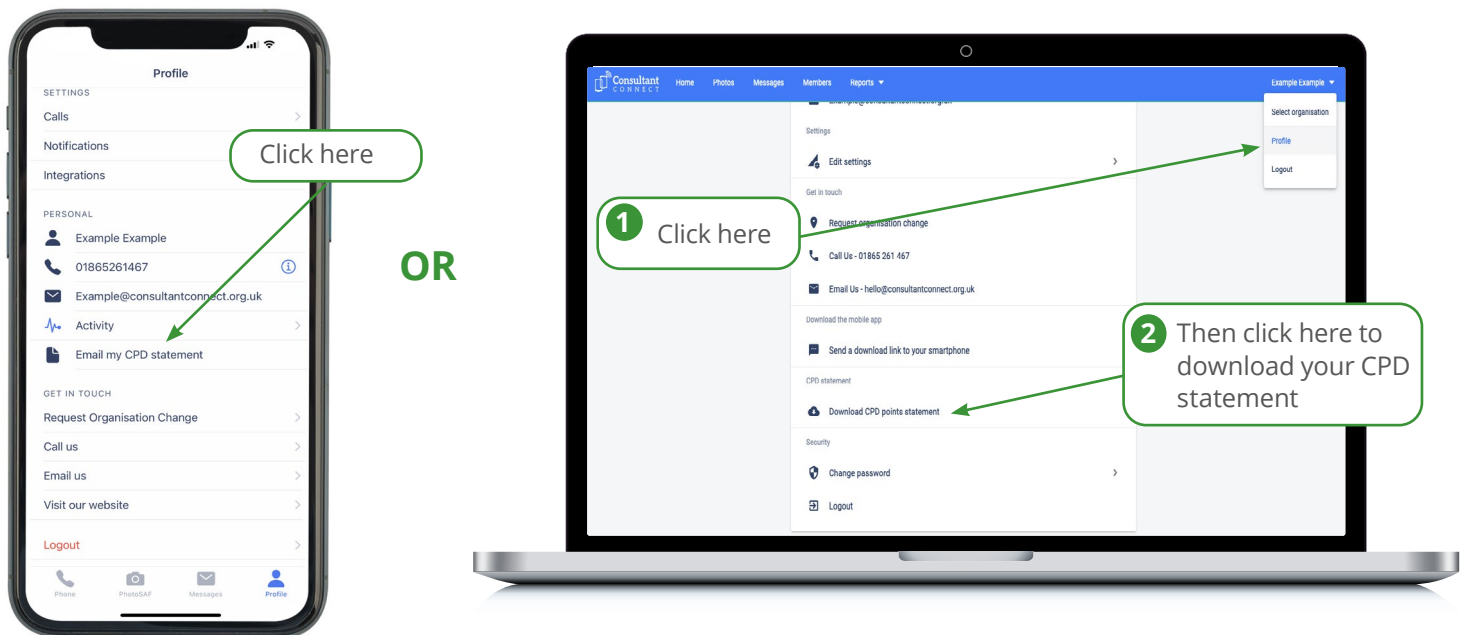 Profile
SETTINGS
Calls
Notifications
Integrations
Click here
PERSONAL
Example Example
01865261467
Example@consultantconnect.org.uk
Activity
Email my CPD statement
GET IN TOUCH
Request Organisation Change
Call us
Email us
Visit our website
Logout
Phone PhotoSAF Messages Profile
OR
Consultant
CONNECT
Home Photos Messages Members Reports
Example Example
Select organisation
Profile
Logout
Example@consultantconnect.org.uk
Settings
Edit settings
Get in touch
Request organisation change
Call Us - 01865 261 467
Email Us - hello@consultantconnect.org.uk
Download the mobile app
Send a download link to your smartphone
CPD statement
Download CPD points statement
Security
Change password
Logout
1 Click here
2 Then click here to
download your CPD
statement